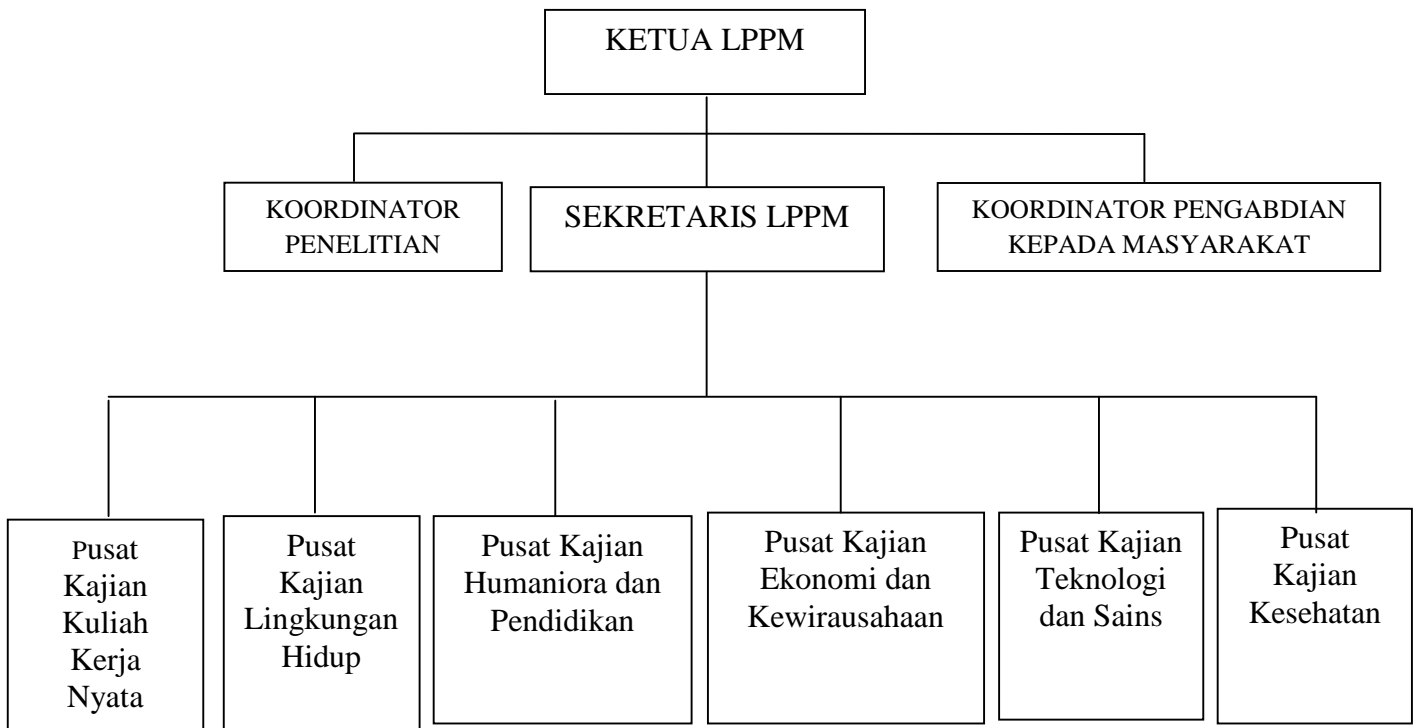 KETUA LPPM
KOORDINATOR
PENELITIAN
SEKRETARIS LPPM
KOORDINATOR PENGABDIAN
KEPADA MASYARAKAT
Pusat
Kajian
Kuliah
Kerja
Nyata
Pusat
Kajian
Lingkungan
Hidup
Pusat Kajian
Humaniora dan
Pendidikan
Pusat Kajian
Ekonomi dan
Kewirausahaan
Pusat Kajian
Teknologi
dan Sains
Pusat
Kajian
Kesehatan